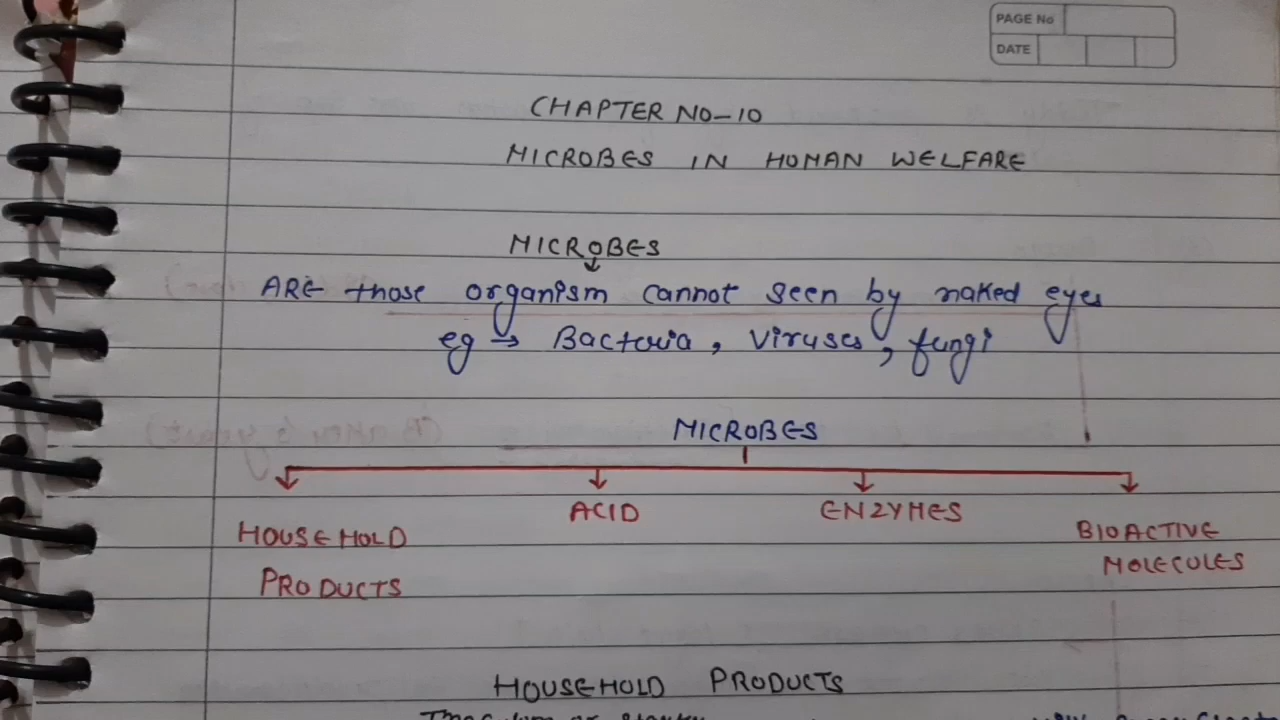 PAGE No
DATE
CHAPTER NO-10
MICROBES IN HUMAN WELFARE
MICROBES
ARE those organism cannot seen by naked eyes
eg → Bacteria, Viruses, fungi
MICROBES
HOUSEHOLD PRODUCTS
ACID
ENZYMES
BIOACTIVE MOLECULES
HOUSEHOLD PRODUCTS